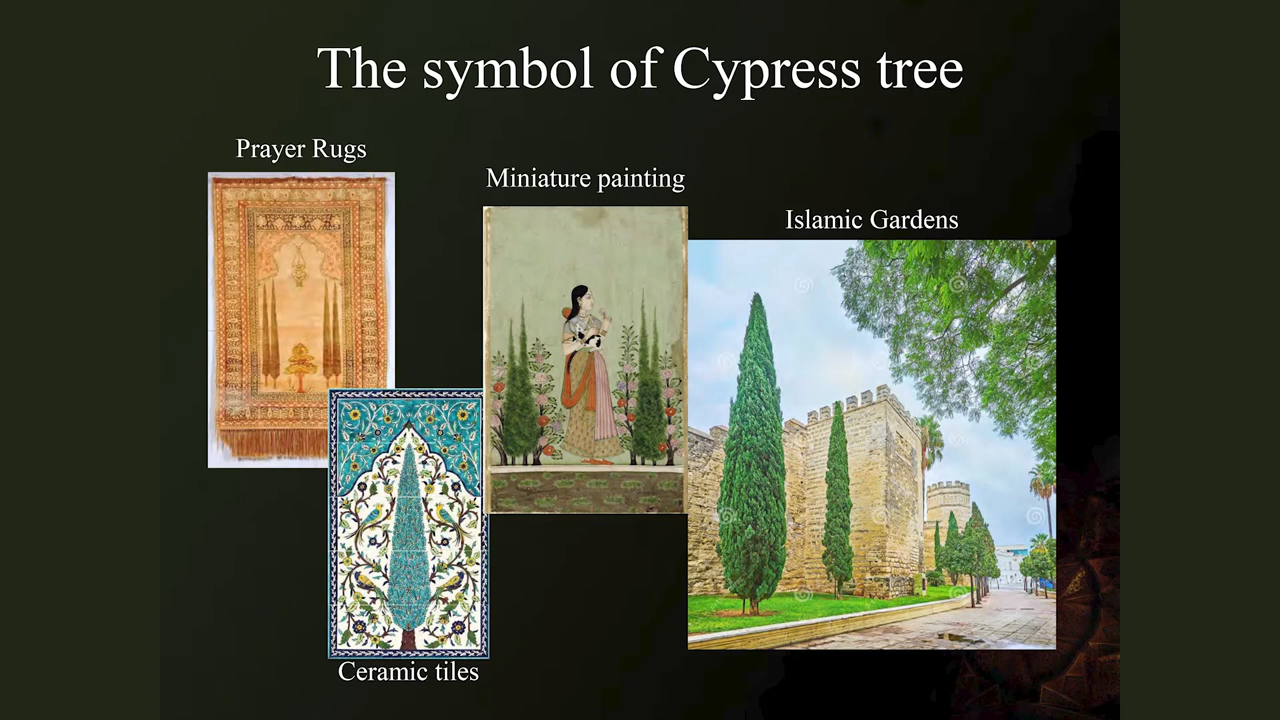 The symbol of Cypress tree
Prayer Rugs
Miniature painting
Islamic Gardens
Ceramic tiles